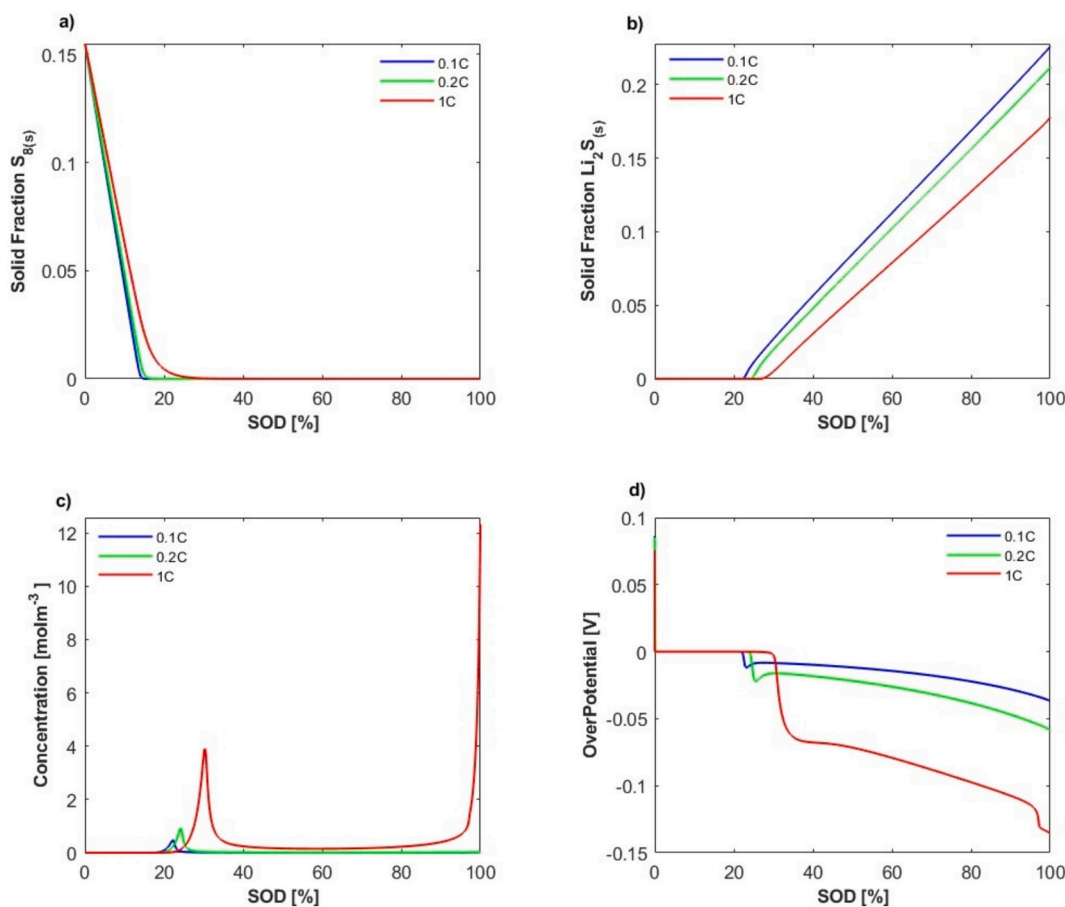 a)
0.15
0.1
0.05
0
Solid Fraction S8(s)
0.1C
0.2C
1C
0 20 40 60 80 100
SOD [%]
b)
0.2
0.15
0.1
0.05
0
Solid Fraction Li2S(s)
0.1C
0.2C
1C
0 20 40 60 80 100
SOD [%]
c)
12
10
8
6
4
2
0
Concentration [molm-3 ]
0.1C
0.2C
1C
0 20 40 60 80 100
SOD [%]
d)
0.1
0.05
0
-0.05
-0.1
-0.15
OverPotential [V]
0.1C
0.2C
1C
0 20 40 60 80 100
SOD [%]